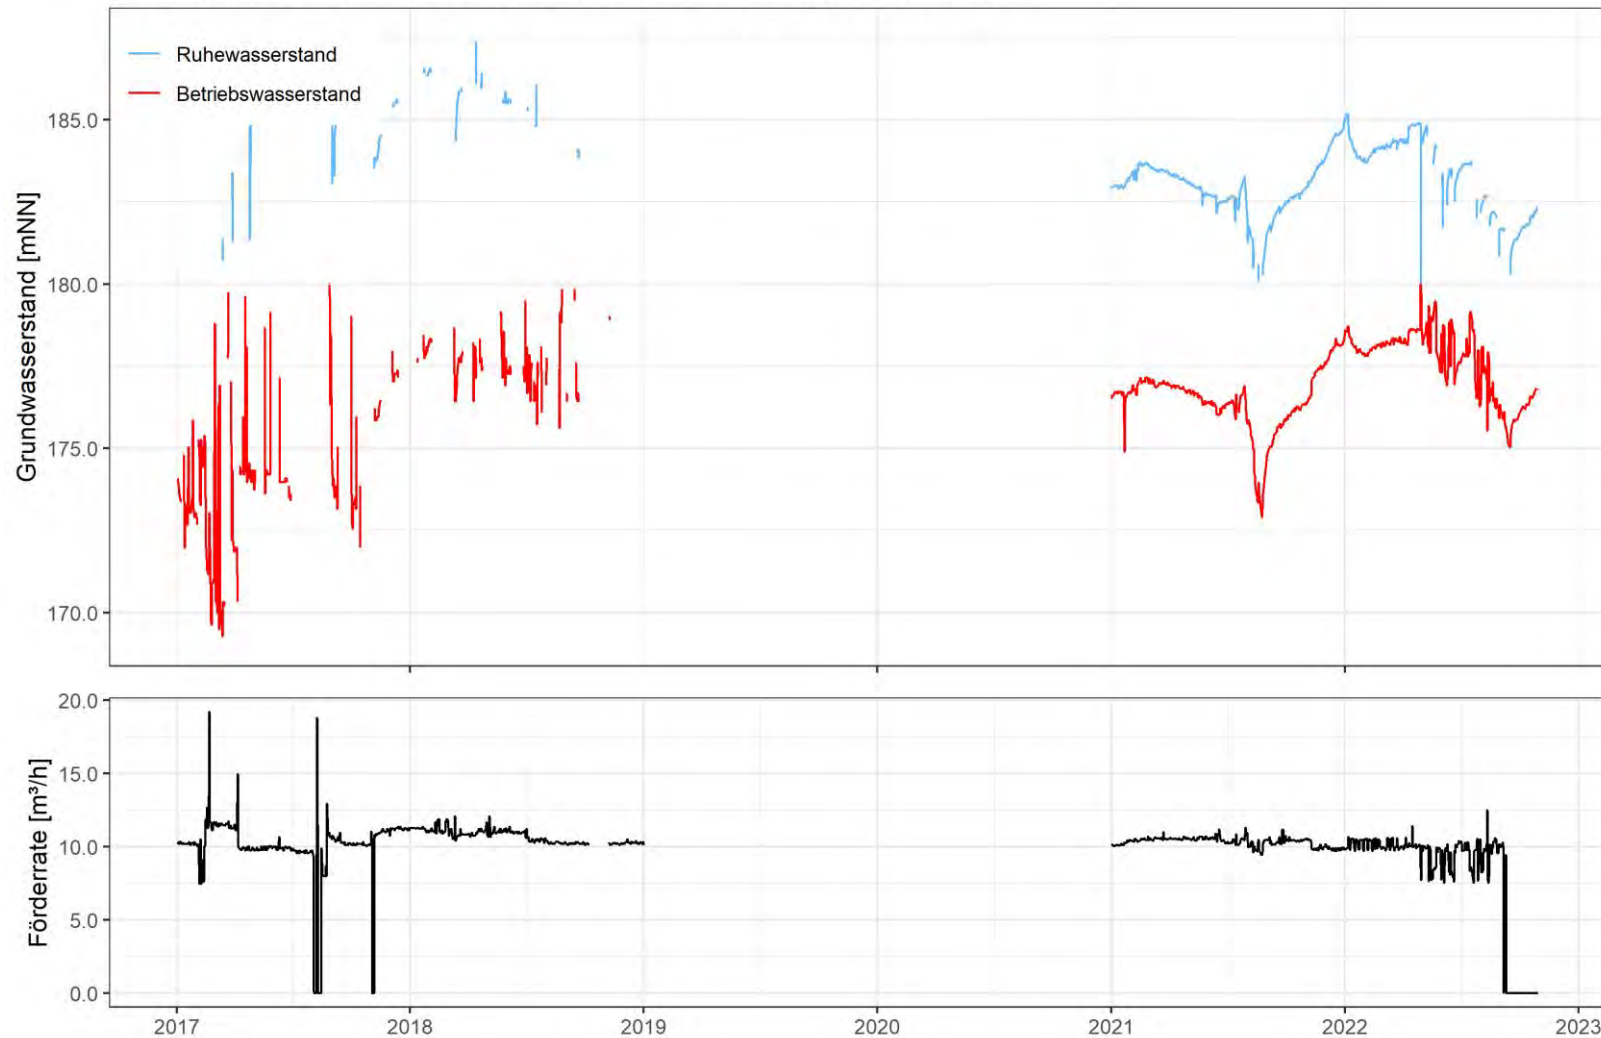 Ruhewasserstand
Betriebswasserstand
Grundwasserstand [mNN]
185.0
180.0
175.0
170.0
Förderrate [m³/h]
20.0
15.0
10.0
5.0
0.0
2017 2018 2019 2020 2021 2022 2023